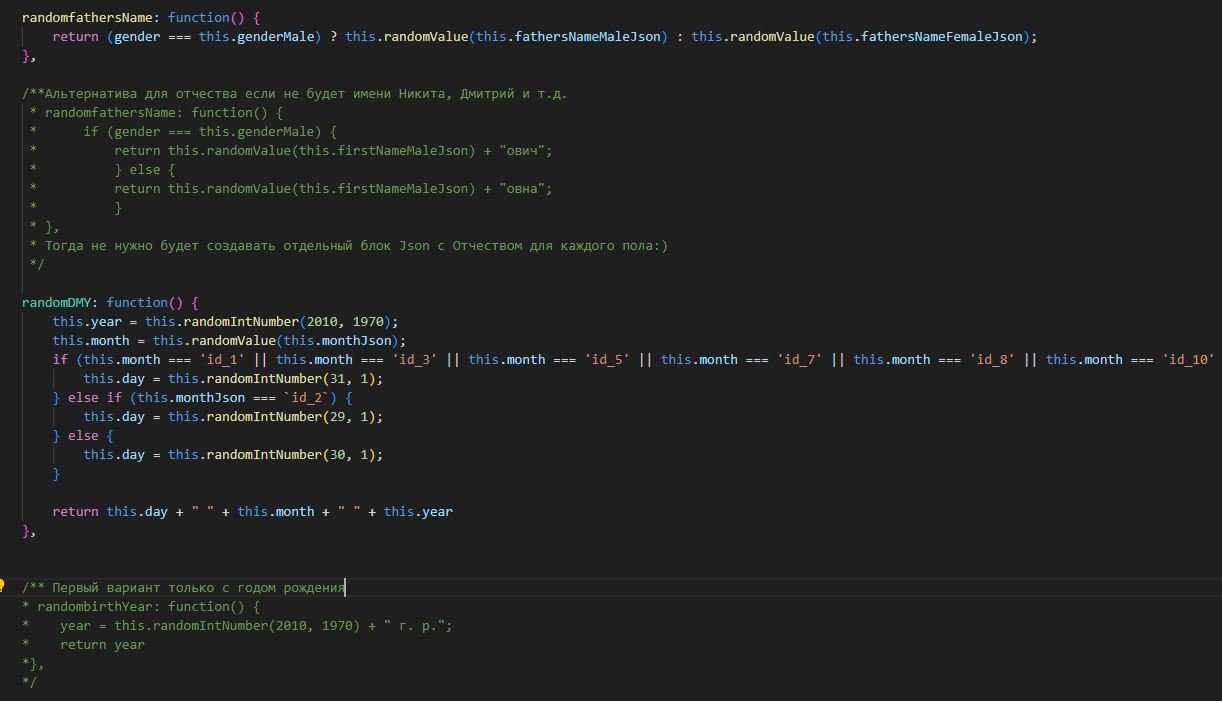 randomfathersName: function() {
return (gender === this.genderMale) ? this.randomValue(this.fathersNameMaleJson) : this.randomValue(this.fathersNameFemaleJson);
},
/**Альтернатива для отчества если не будет имени Никита, Дмитрий и т.д.
* randomfathersName: function() {
* if (gender === this.genderMale) {
* return this.randomValue(this.firstNameMaleJson) + "ович";
* } else {
* return this.randomValue(this.firstNameMaleJson) + "овна";
* }
* },
* Тогда не нужно будет создавать отдельный блок Json с Отчеством для каждого пола:)
*/
randomDMY: function() {
this.year = this.randomIntNumber(2010, 1970);
this.month = this.randomValue(this.monthJson);
if (this.month === 'id_1' || this.month === 'id_3' || this.month === 'id_5' || this.month === 'id_7' || this.month === 'id_8' || this.month === 'id_10'
this.day = this.randomIntNumber(31, 1);
} else if (this.monthJson === `id_2`) {
this.day = this.randomIntNumber(29, 1);
} else {
this.day = this.randomIntNumber(30, 1);
}
return this.day + " " + this.month + " " + this.year
},
/** Первый вариант только с годом рождения
* randombirthYear: function() {
* year = this.randomIntNumber(2010, 1970) + " г. р.";
* return year
*},
*/